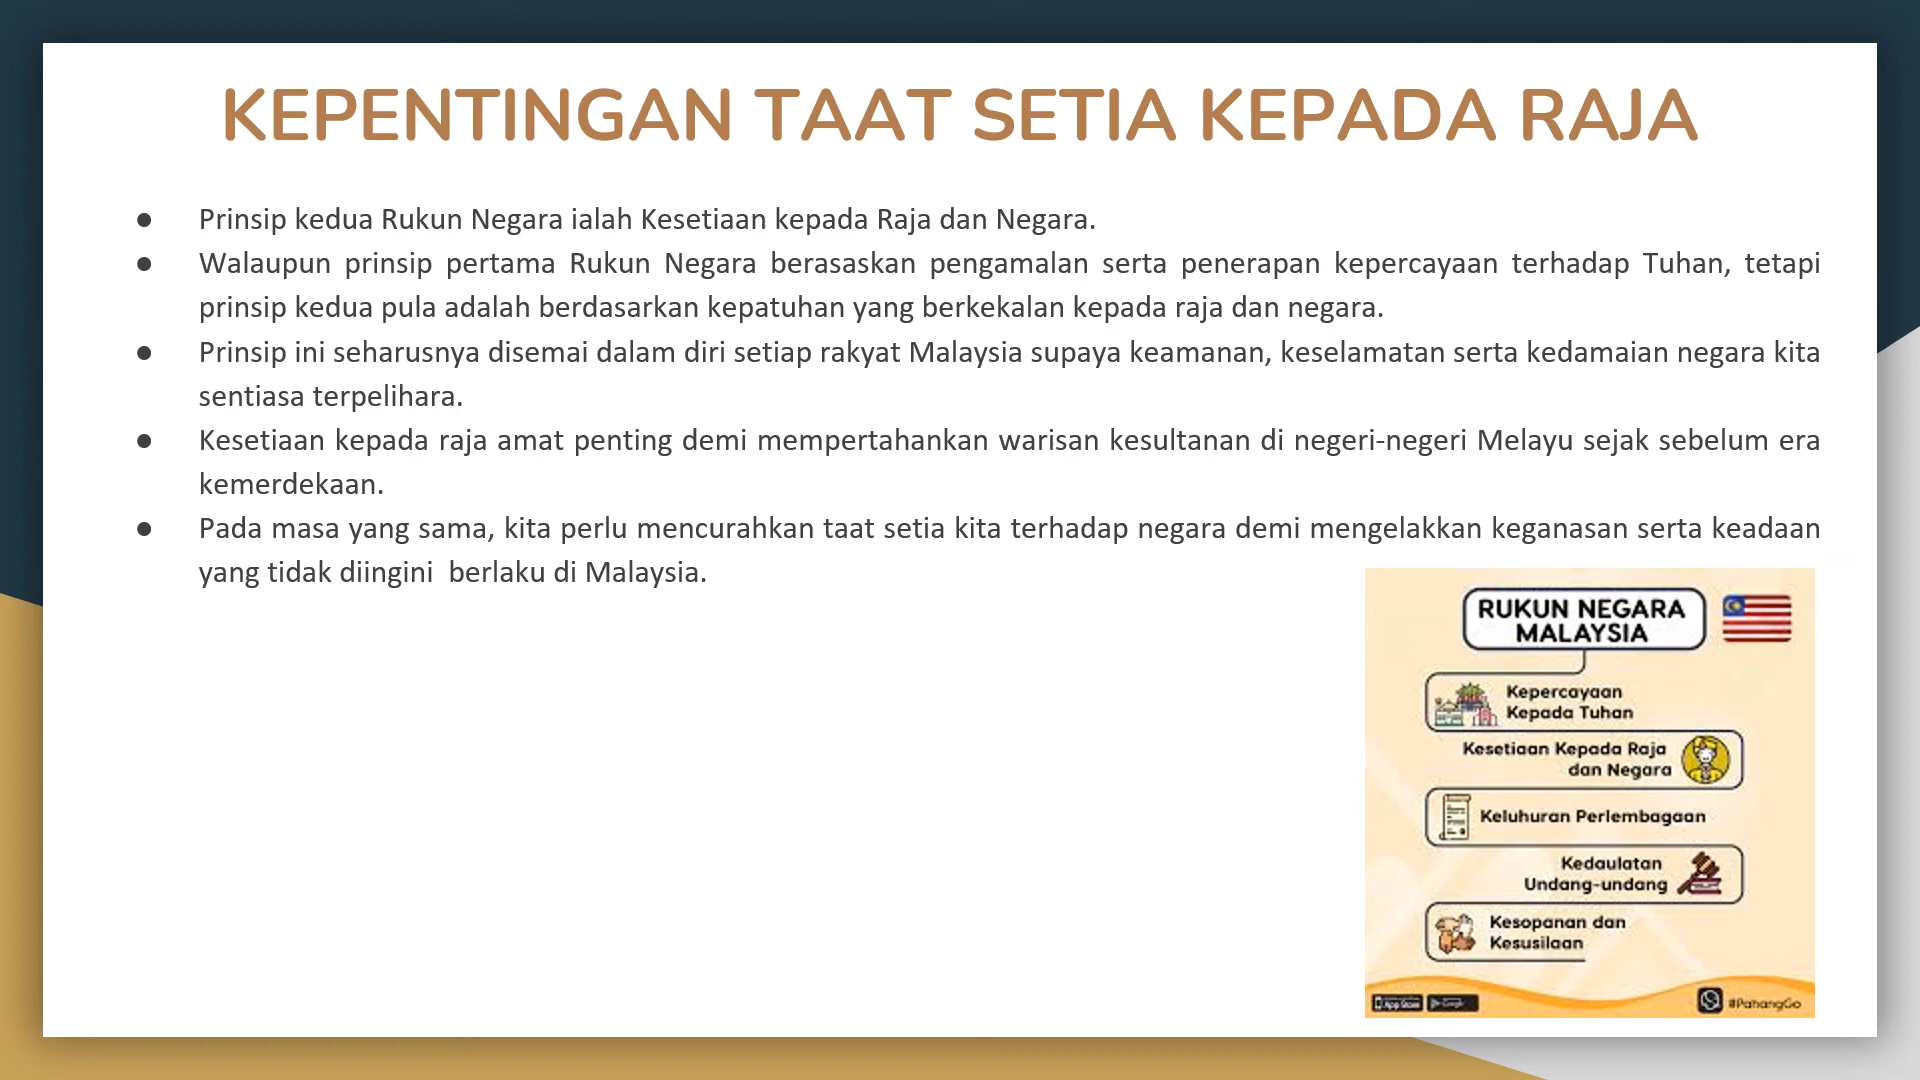 KEPENTINGAN TAAT SETIA KEPADA RAJA
● Prinsip kedua Rukun Negara ialah Kesetiaan kepada Raja dan Negara.
● Walaupun prinsip pertama Rukun Negara berasaskan pengamalan serta penerapan kepercayaan terhadap Tuhan, tetapi
prinsip kedua pula adalah berdasarkan kepatuhan yang berkekalan kepada raja dan negara.
● Prinsip ini seharusnya disemai dalam diri setiap rakyat Malaysia supaya keamanan, keselamatan serta kedamaian negara kita
sentiasa terpelihara.
● Kesetiaan kepada raja amat penting demi mempertahankan warisan kesultanan di negeri-negeri Melayu sejak sebelum era
kemerdekaan.
● Pada masa yang sama, kita perlu mencurahkan taat setia kita terhadap negara demi mengelakkan keganasan serta keadaan
yang tidak diingini  berlaku di Malaysia.
RUKUN NEGARA
MALAYSIA
Kepercayaan
Kepada Tuhan
Kesetiaan Kepada Raja
dan Negara
Keluhuran Perlembagaan
Kedaulatan
Undang-undang
Kesopanan dan
Kesusilaan
App Store
Google
#PahangGo